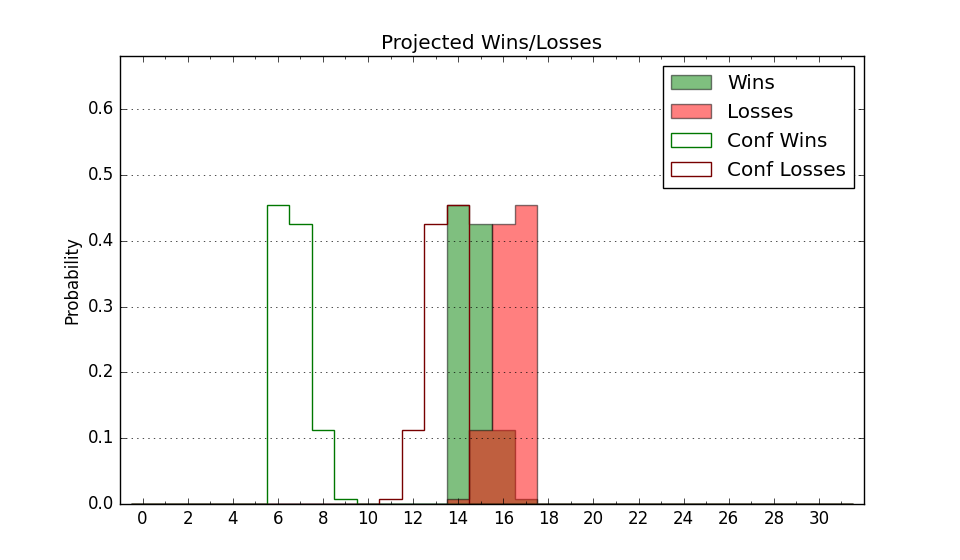 Projected Wins/Losses
Wins
Losses
Conf Wins
Conf Losses
Probability
0.6
0.5
0.4
0.3
0.2
0.1
0.0
0 2 4 6 8 10 12 14 16 18 20 22 24 26 28 30